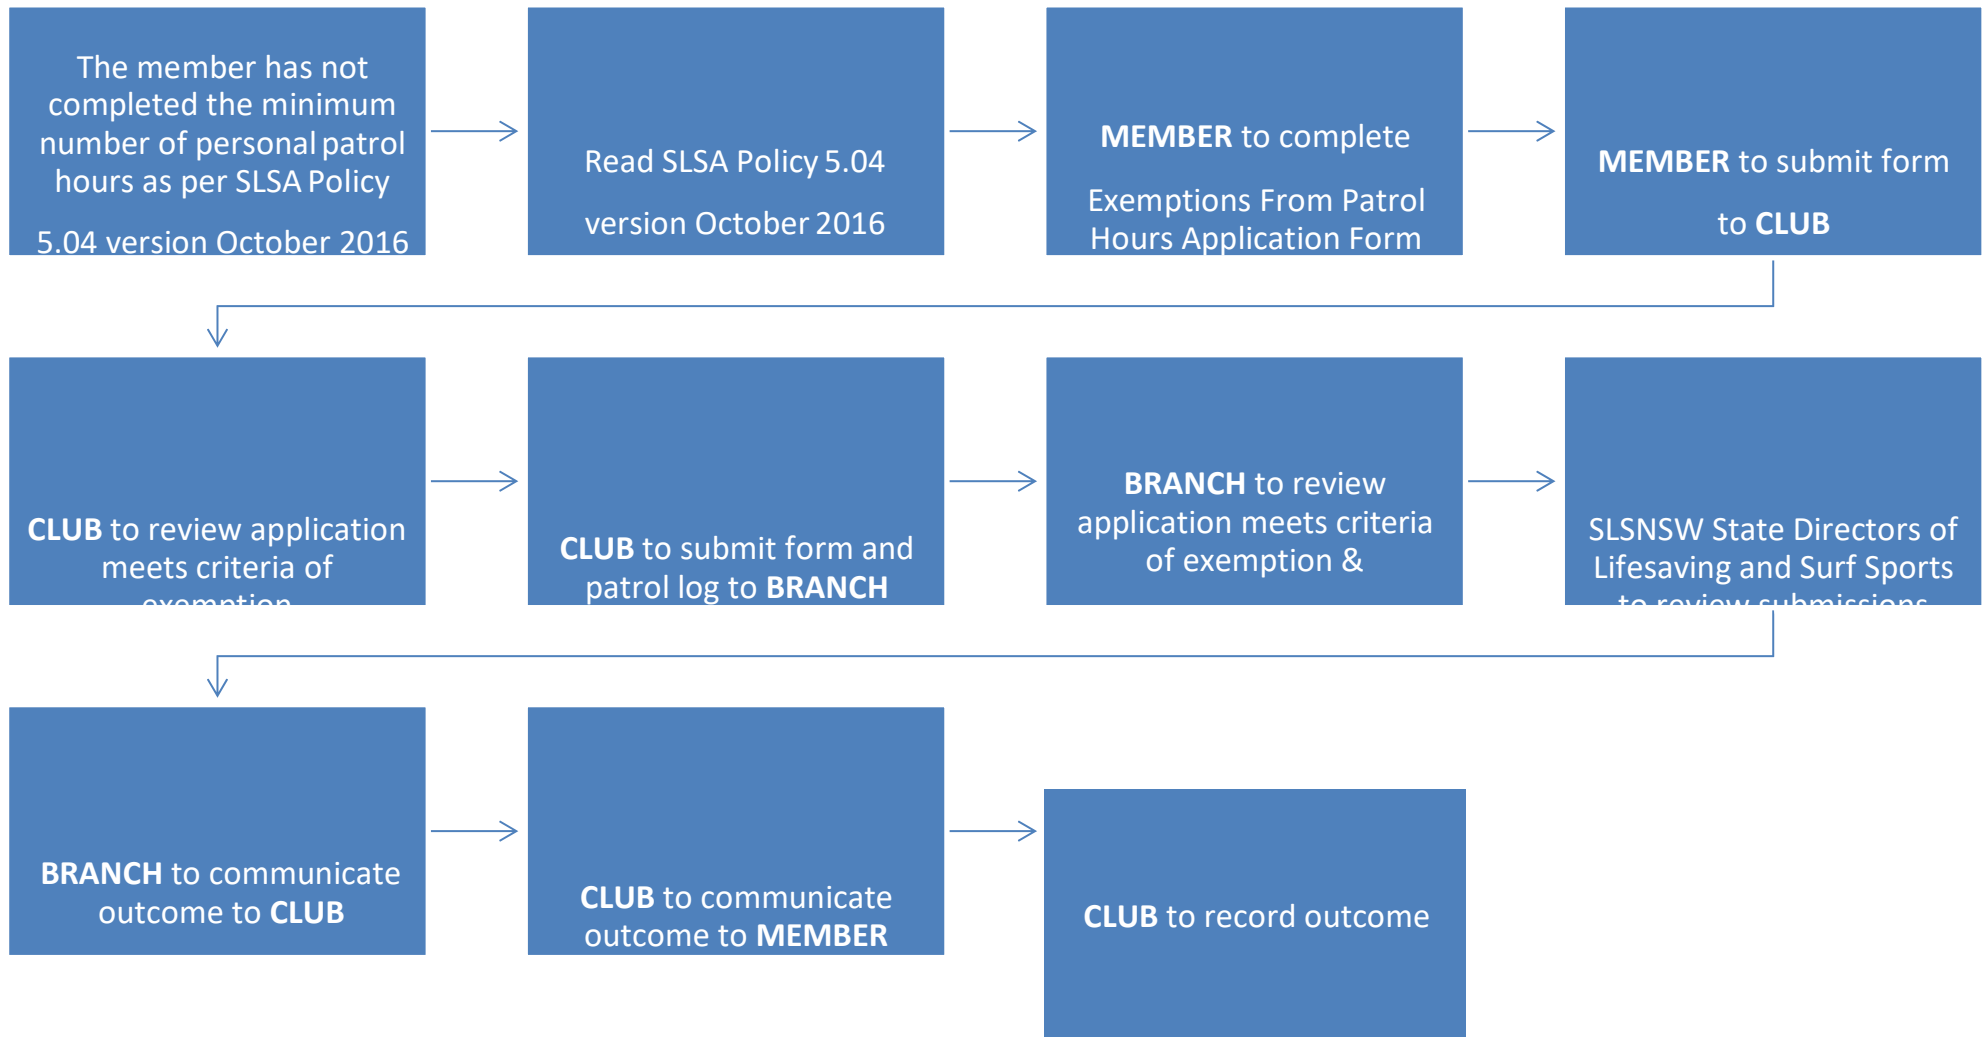 The member has not
completed the minimum
number of personal patrol
hours as per SLSA Policy
5.04 version October 2016
Read SLSA Policy 5.04
version October 2016
MEMBER to complete
Exemptions From Patrol
Hours Application Form
MEMBER to submit form
to CLUB
CLUB to review application
meets criteria of
exemption
CLUB to submit form and
patrol log to BRANCH
BRANCH to review
application meets criteria
of exemption &
SLSNSW State Directors of
Lifesaving and Surf Sports
to review submissions
BRANCH to communicate
outcome to CLUB
CLUB to communicate
outcome to MEMBER
CLUB to record outcome